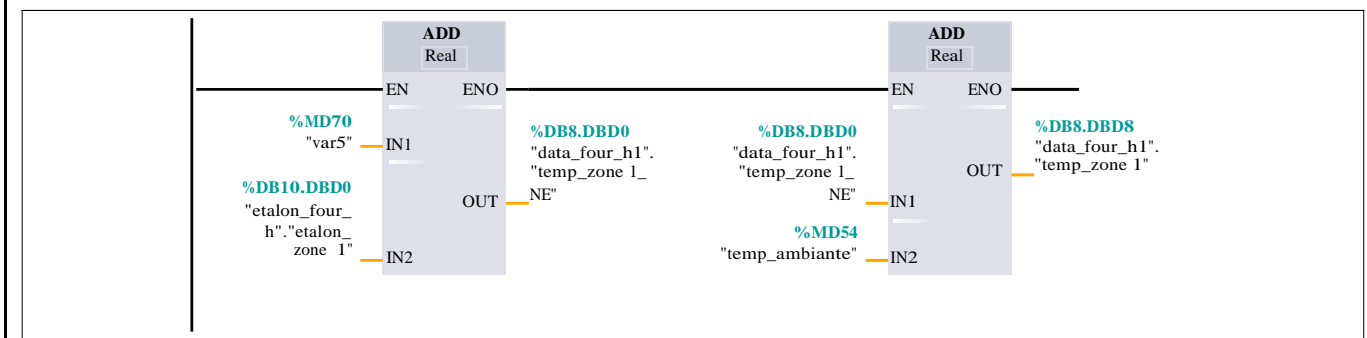 ADD
Real
EN ENO
%MD70
"var5"
IN1
%DB10.DBD0
"etalon_four_
h"."etalon_
zone 1"
IN2
OUT
%DB8.DBD0
"data_four_h1".
"temp_zone 1_
NE"
ADD
Real
EN ENO
%DB8.DBD0
"data_four_h1".
"temp_zone 1_
NE"
IN1
%MD54
"temp_ambiante"
IN2
OUT
%DB8.DBD8
"data_four_h1".
"temp_zone 1"